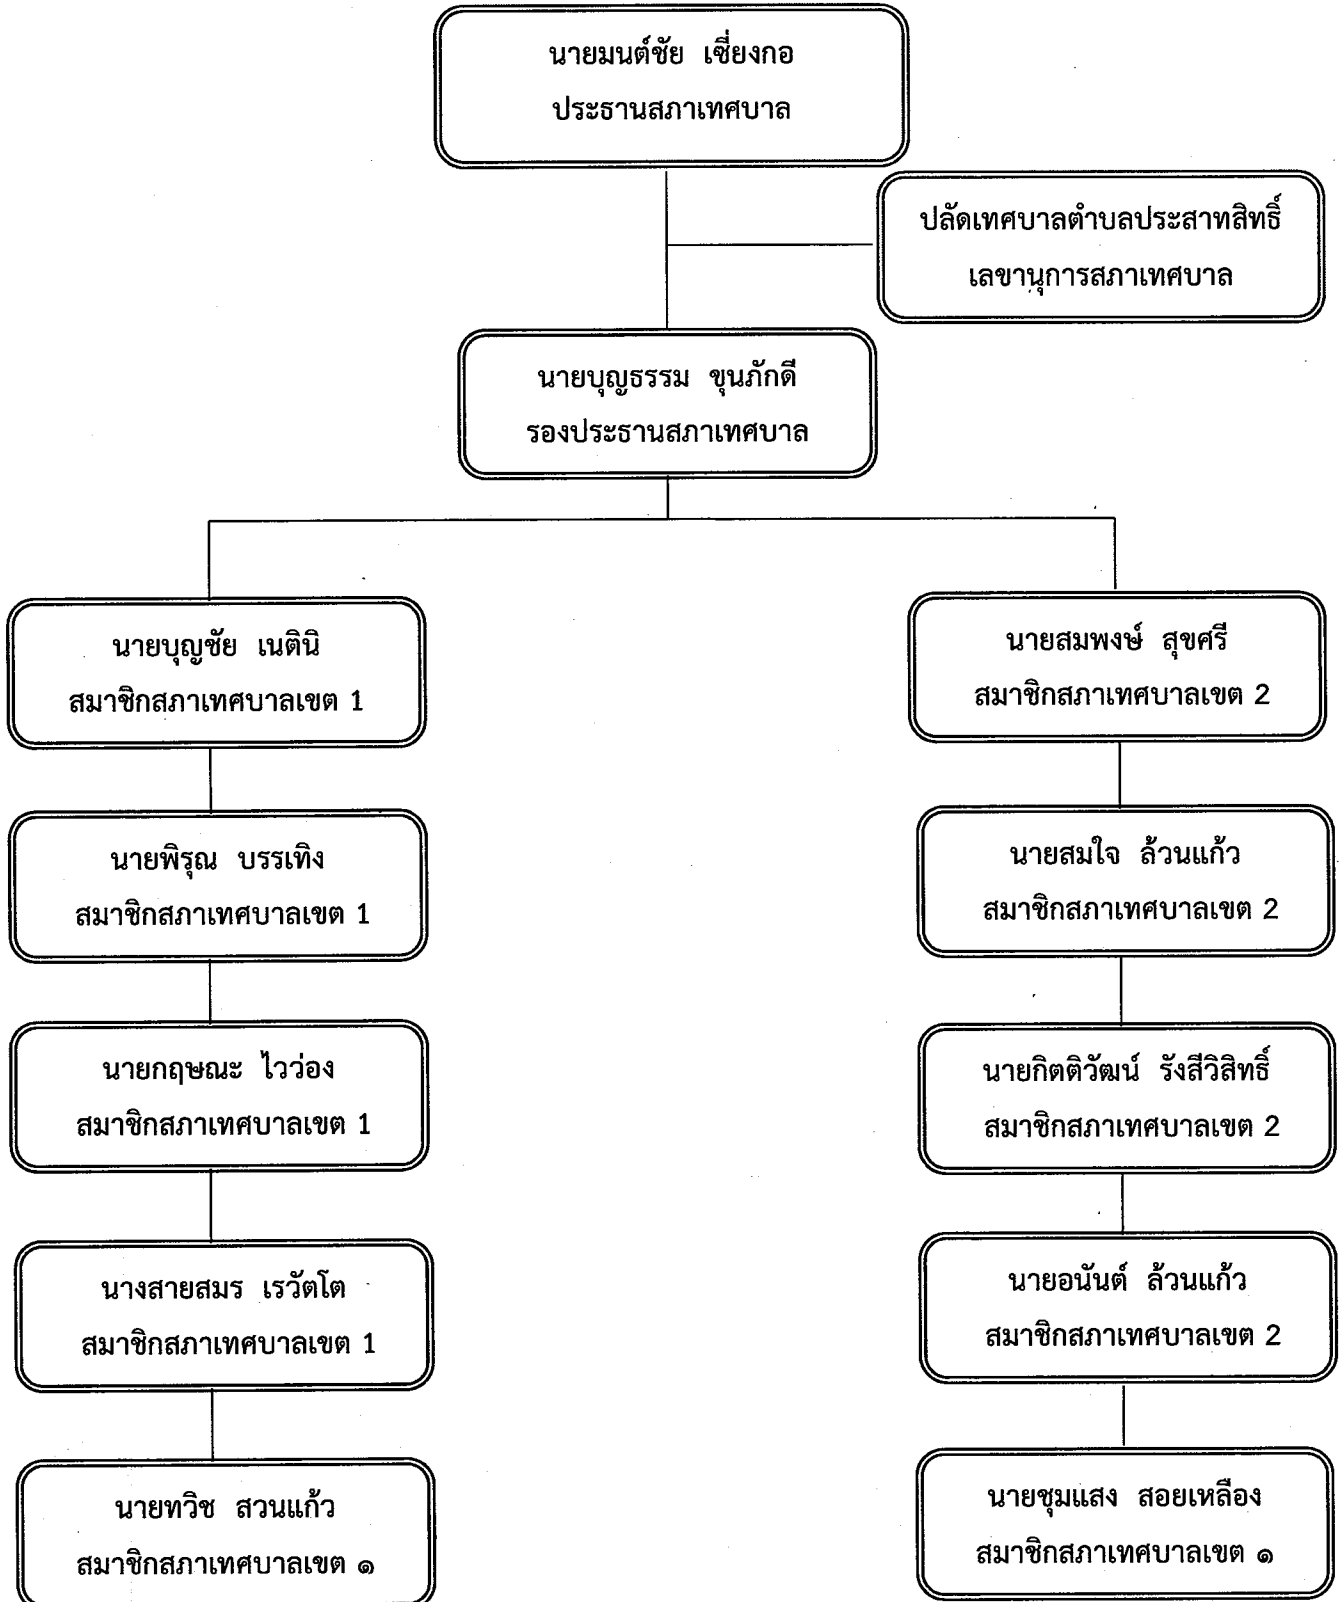 นายมนต์ชัย เซี่ยงกอ
ประธานสภาเทศบาล
ปลัดเทศบาลตำบลประสาทสิทธิ์
เลขานุการสภาเทศบาล
นายบุญธรรม ขุนภักดี
รองประธานสภาเทศบาล
นายบุญชัย เนตินิ
สมาชิกสภาเทศบาลเขต 1
นายพิรุณ บรรเทิง
สมาชิกสภาเทศบาลเขต 1
นายกฤษณะ ไวว่อง
สมาชิกสภาเทศบาลเขต 1
นางสายสมร เรวัตโต
สมาชิกสภาเทศบาลเขต 1
นายทวิช สวนแก้ว
สมาชิกสภาเทศบาลเขต ๑
นายสมพงษ์ สุขศรี
สมาชิกสภาเทศบาลเขต 2
นายสมใจ ล้วนแก้ว
สมาชิกสภาเทศบาลเขต 2
นายกิตติวัฒน์ รังสีวิสิทธิ์
สมาชิกสภาเทศบาลเขต 2
นายอนันต์ ล้วนแก้ว
สมาชิกสภาเทศบาลเขต 2
นายชุมแสง สอยเหลือง
สมาชิกสภาเทศบาลเขต ๑